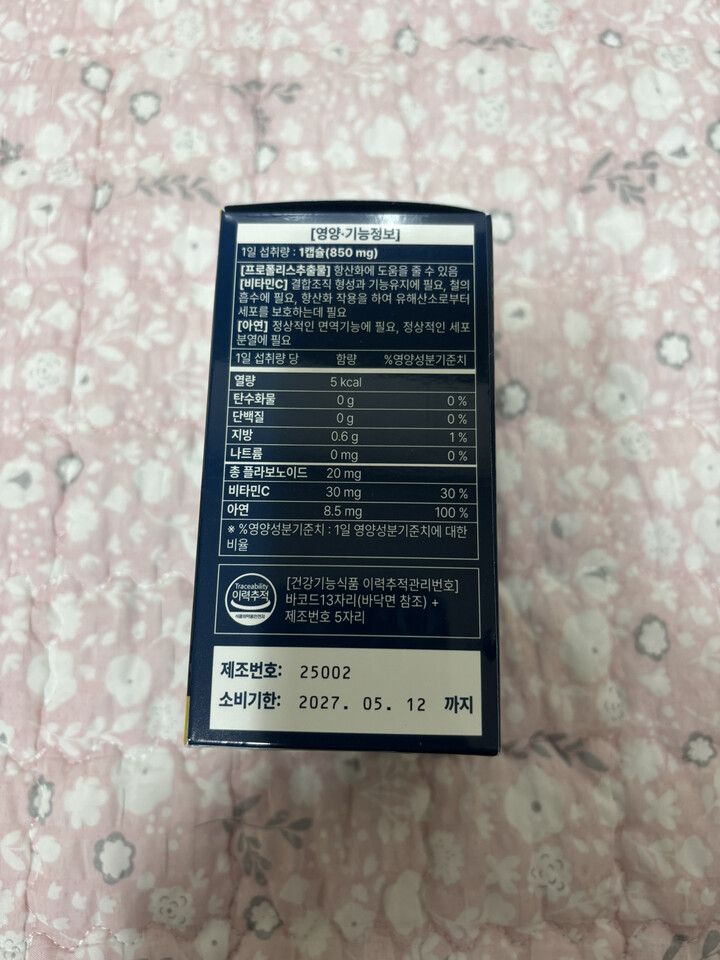 [영양·기능정보]
1일 섭취량 : 1캡슐(850 mg)
[프로폴리스추출물] 항산화에 도움을 줄 수 있음
[비타민C] 결합조직 형성과 기능유지에 필요, 철의
흡수에 필요, 항산화 작용을 하여 유해산소로부터
세포를 보호하는데 필요
[아연] 정상적인 면역기능에 필요, 정상적인 세포
분열에 필요
1일 섭취량 당 함량 %영양성분기준치
열량 5 kcal
탄수화물 0 g 0 %
단백질 0 g 0 %
지방 0.6 g 1 %
나트륨 0 mg 0 %
총 플라보노이드 20 mg
비타민C 30 mg 30 %
아연 8.5 mg 100 %
※ %영양성분기준치 : 1일 영양성분기준치에 대한
비율
Traceability
이력추적
[건강기능식품 이력추적관리번호]
바코드13자리(바닥면 참조) +
제조번호 5자리
제조번호: 25002
소비기한: 2027. 05. 12 까지